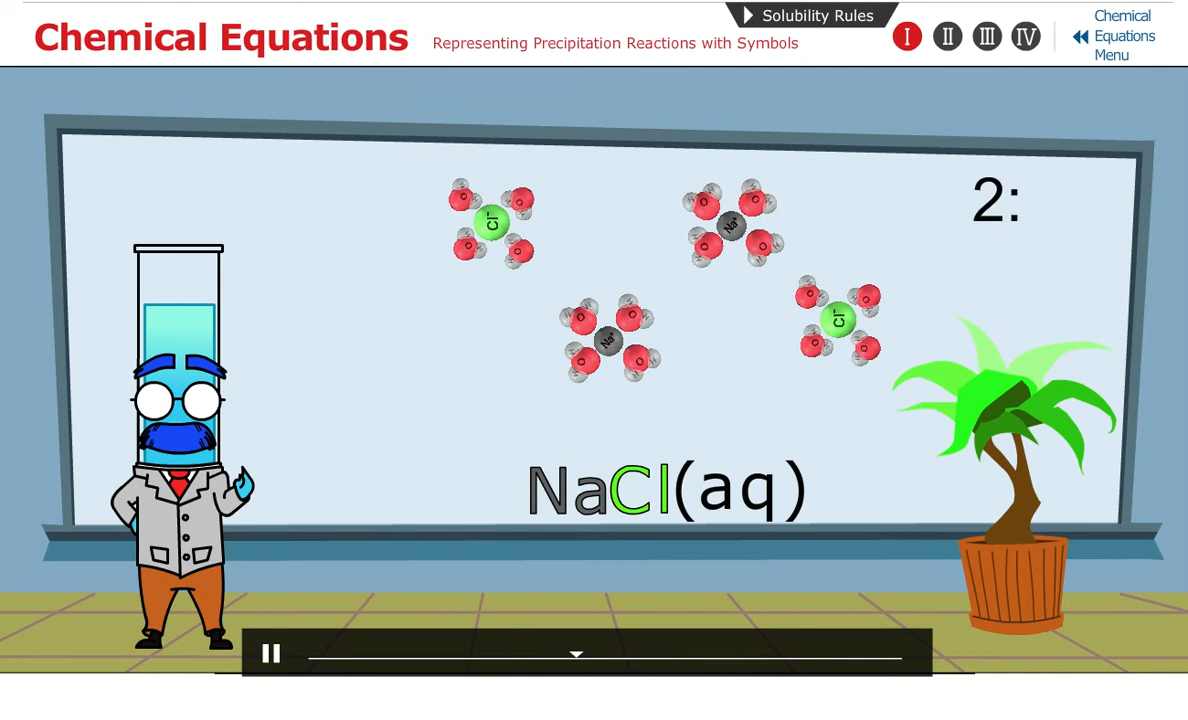 Solubility Rules
Chemical Equations
Representing Precipitation Reactions with Symbols
I II III IV
Chemical
Equations
Menu
2:
O O Cl⁻ O O
O O Na⁺ O O
O O Na⁺ O O
O O Cl⁻ O O
NaCl(aq)